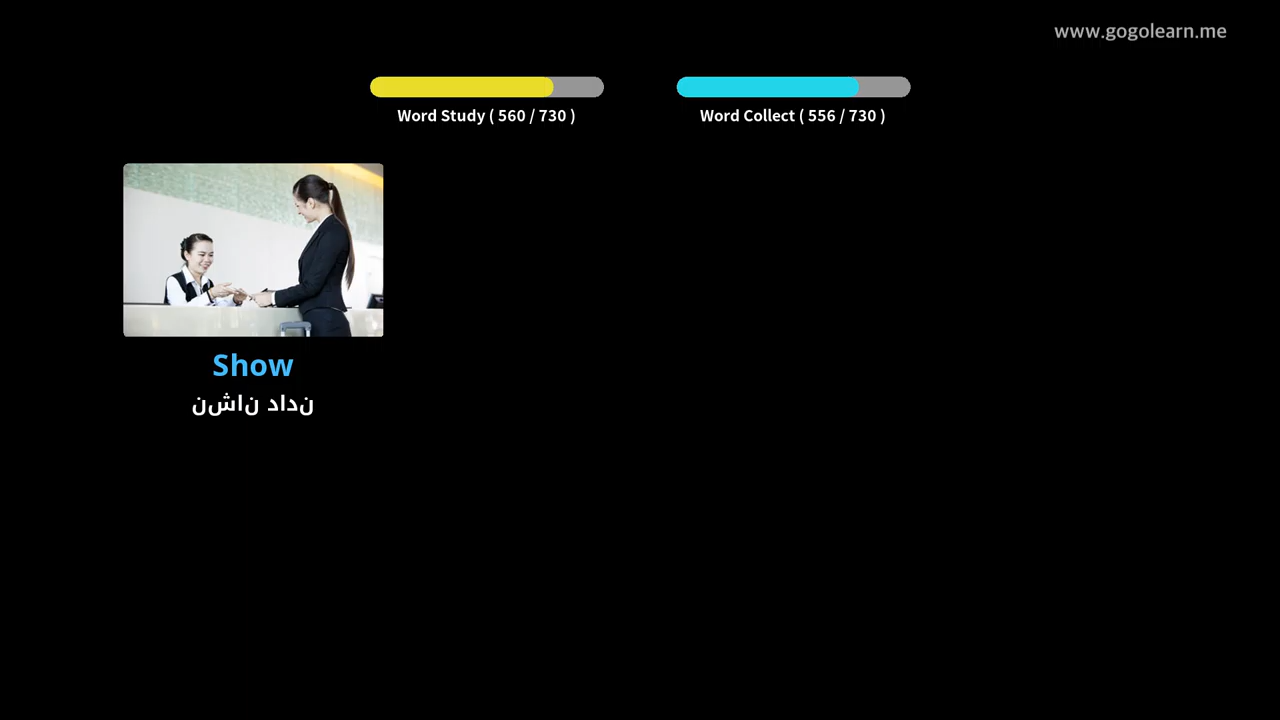 www.gogolearn.me
Word Study ( 560 / 730 )
Word Collect ( 556 / 730 )
Show
نداد ناشن